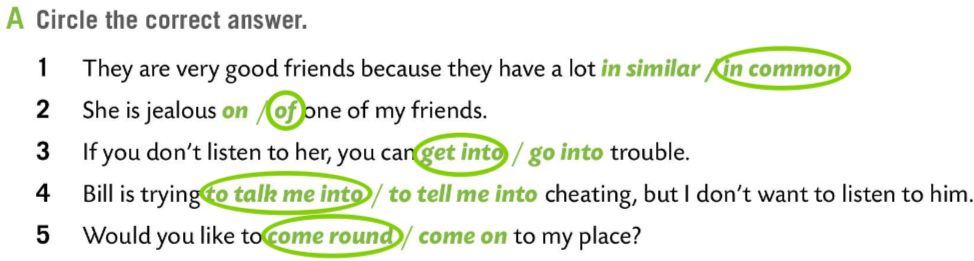 A Circle the correct answer.
1 They are very good friends because they have a lot in similar / in common
2 She is jealous on / of one of my friends.
3 If you don't listen to her, you can get into / go into trouble.
4 Bill is trying to talk me into / to tell me into cheating, but I don't want to listen to him.
5 Would you like to come round / come on to my place?